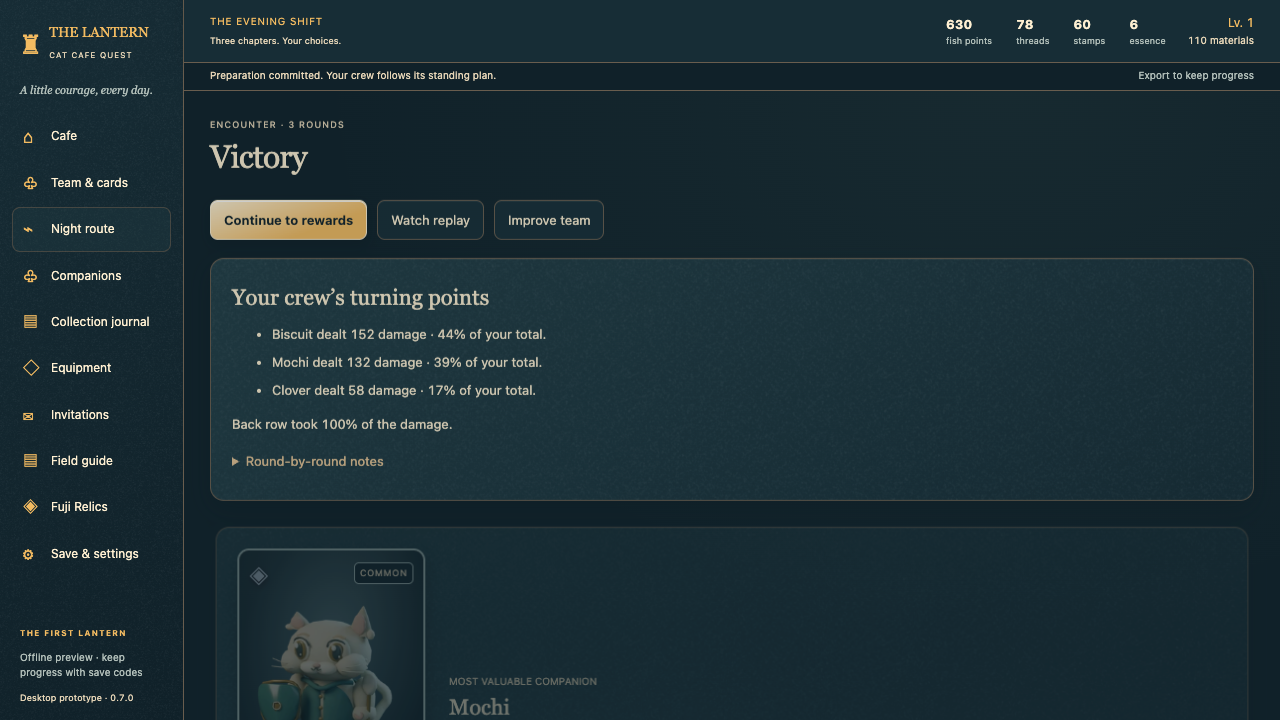 THE LANTERN
CAT CAFE QUEST
A little courage, every day.
Cafe
Team & cards
Night route
Companions
Collection journal
Equipment
Invitations
Field guide
Fuji Relics
Save & settings
THE FIRST LANTERN
Offline preview · keep
progress with save codes
Desktop prototype · 0.7.0
THE EVENING SHIFT
Three chapters. Your choices.
630
fish points
78
threads
60
stamps
6
essence
Lv. 1
110 materials
Preparation committed. Your crew follows its standing plan.
Export to keep progress
ENCOUNTER · 3 ROUNDS
Victory
Continue to rewards
Watch replay
Improve team
Your crew’s turning points
• Biscuit dealt 152 damage · 44% of your total.
• Mochi dealt 132 damage · 39% of your total.
• Clover dealt 58 damage · 17% of your total.
Back row took 100% of the damage.
Round-by-round notes
COMMON
MOST VALUABLE COMPANION
Mochi